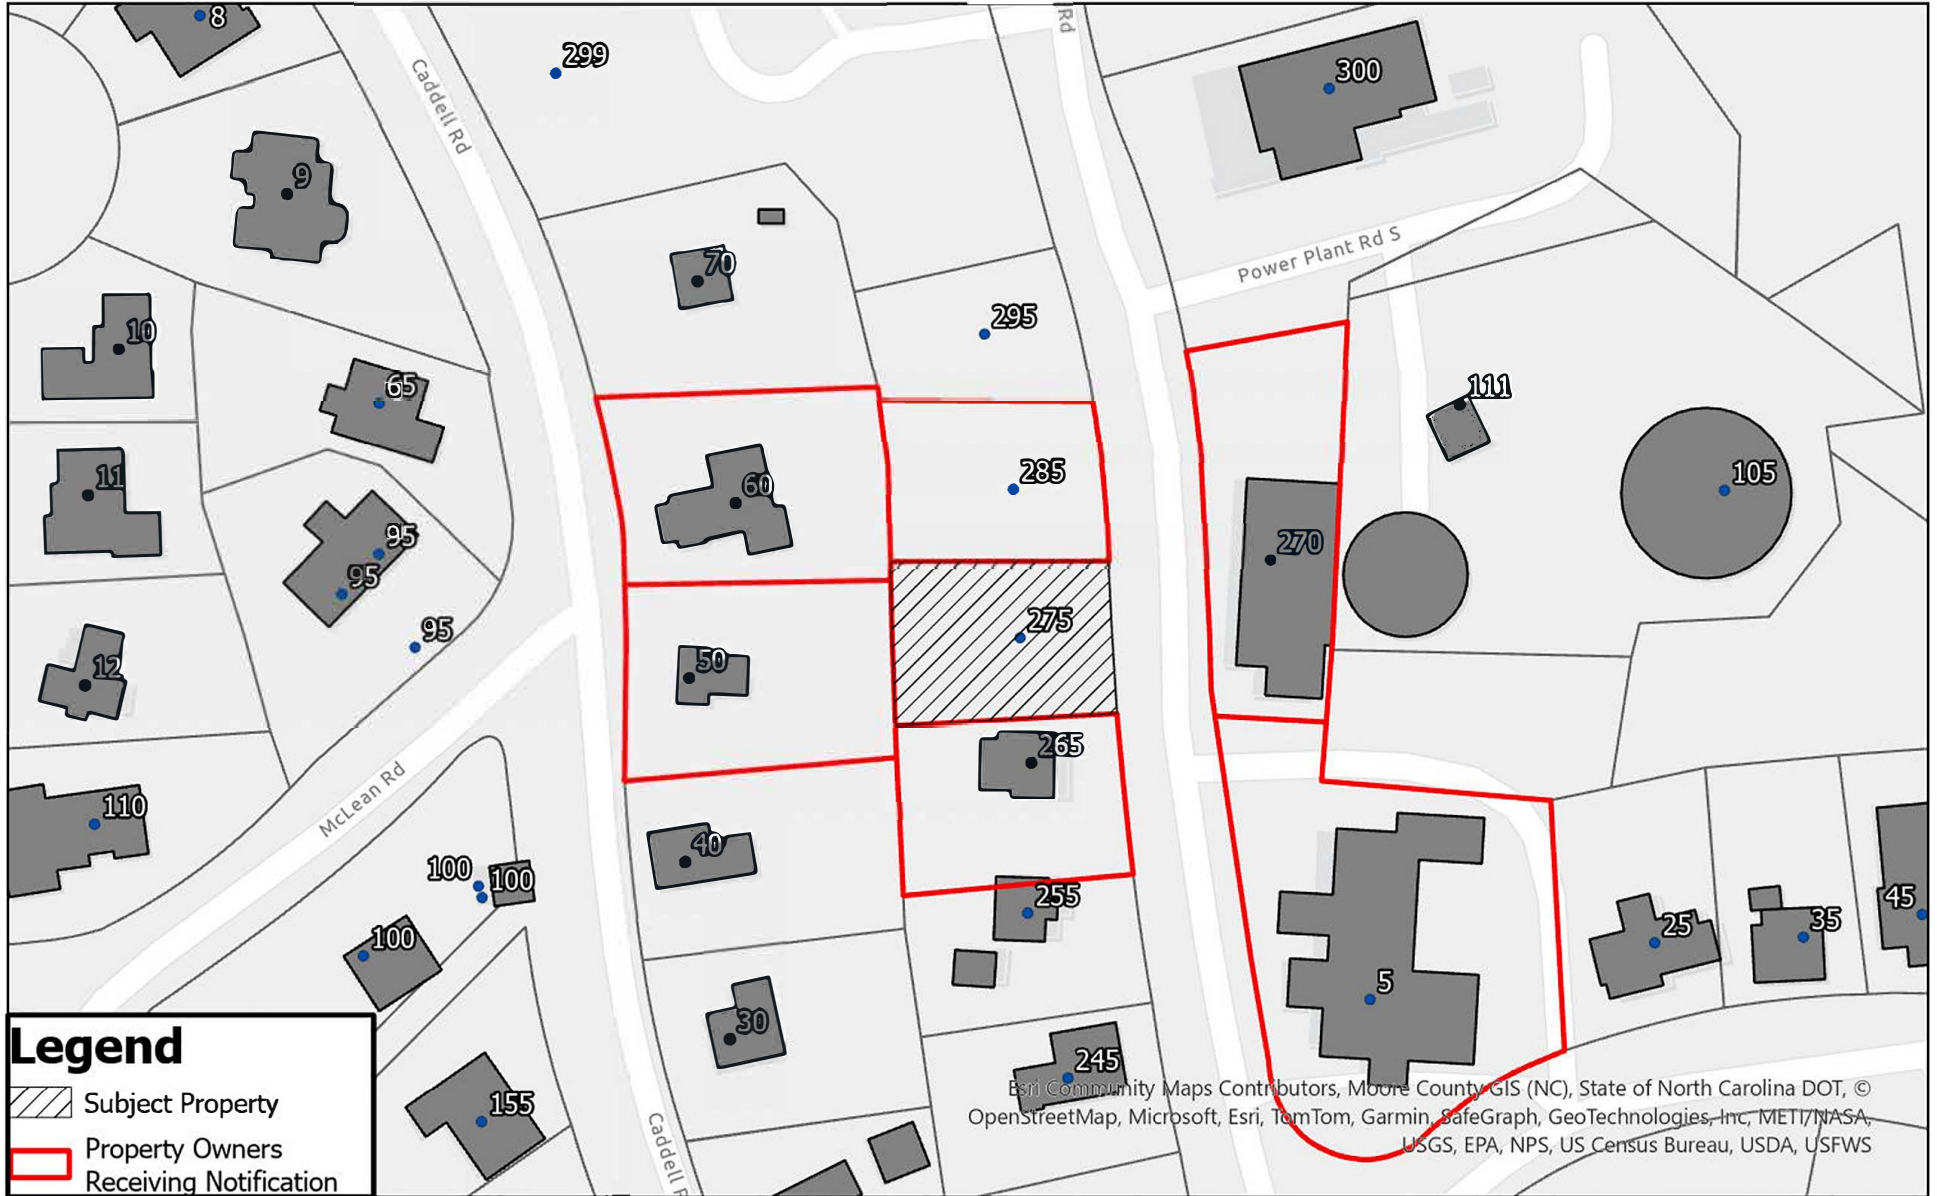 8
299
Rd
300
Caddell Rd
9
70
Power Plant Rd S
295
10
65
111
11
60
285
105
95
270
95
275
95
50
12
265
110
McLean Rd
40
100
100
255
45
25
35
100
5
30
245
155
Caddell R
Legend
Subject Property
Property Owners
Receiving Notification
Esri Community Maps Contributors, Moore County GIS (NC), State of North Carolina DOT, ©
OpenStreetMap, Microsoft, Esri, TomTom, Garmin, SafeGraph, GeoTechnologies, Inc, METI/NASA,
USGS, EPA, NPS, US Census Bureau, USDA, USFWS